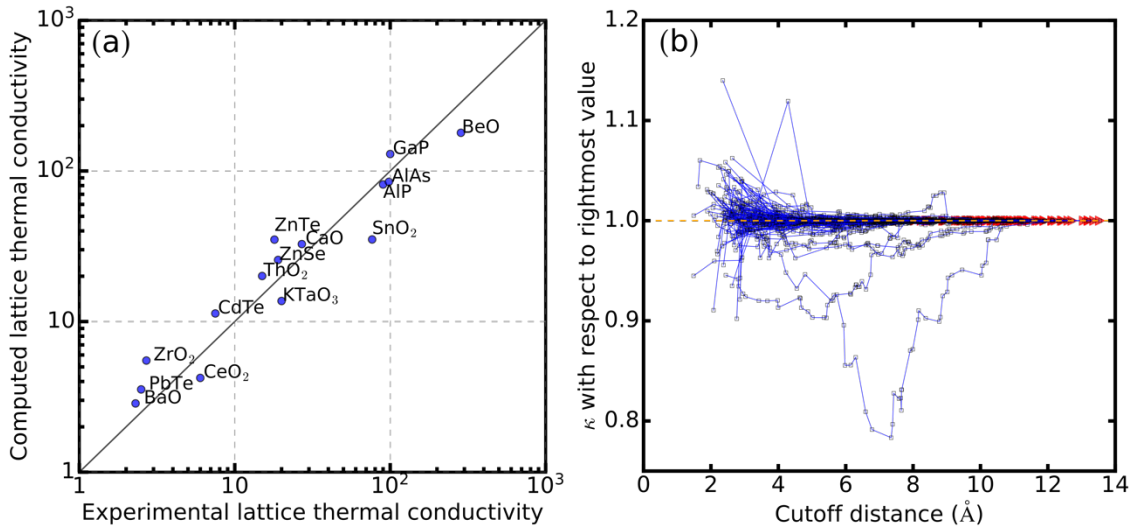 (a)
10³
10²
10
1
1
10
10²
10³
Computed lattice thermal conductivity
Experimental lattice thermal conductivity
BeO
GaP
AlAs
AlP
ZnTe
CaO
SnO₂
ZnSe
ThO₂
KTaO₃
CdTe
ZrO₂
CeO₂
PbTe
BaO
(b)
1.2
1.1
1.0
0.9
0.8
0 2 4 6 8 10 12 14
κ with respect to rightmost value
Cutoff distance (Å)